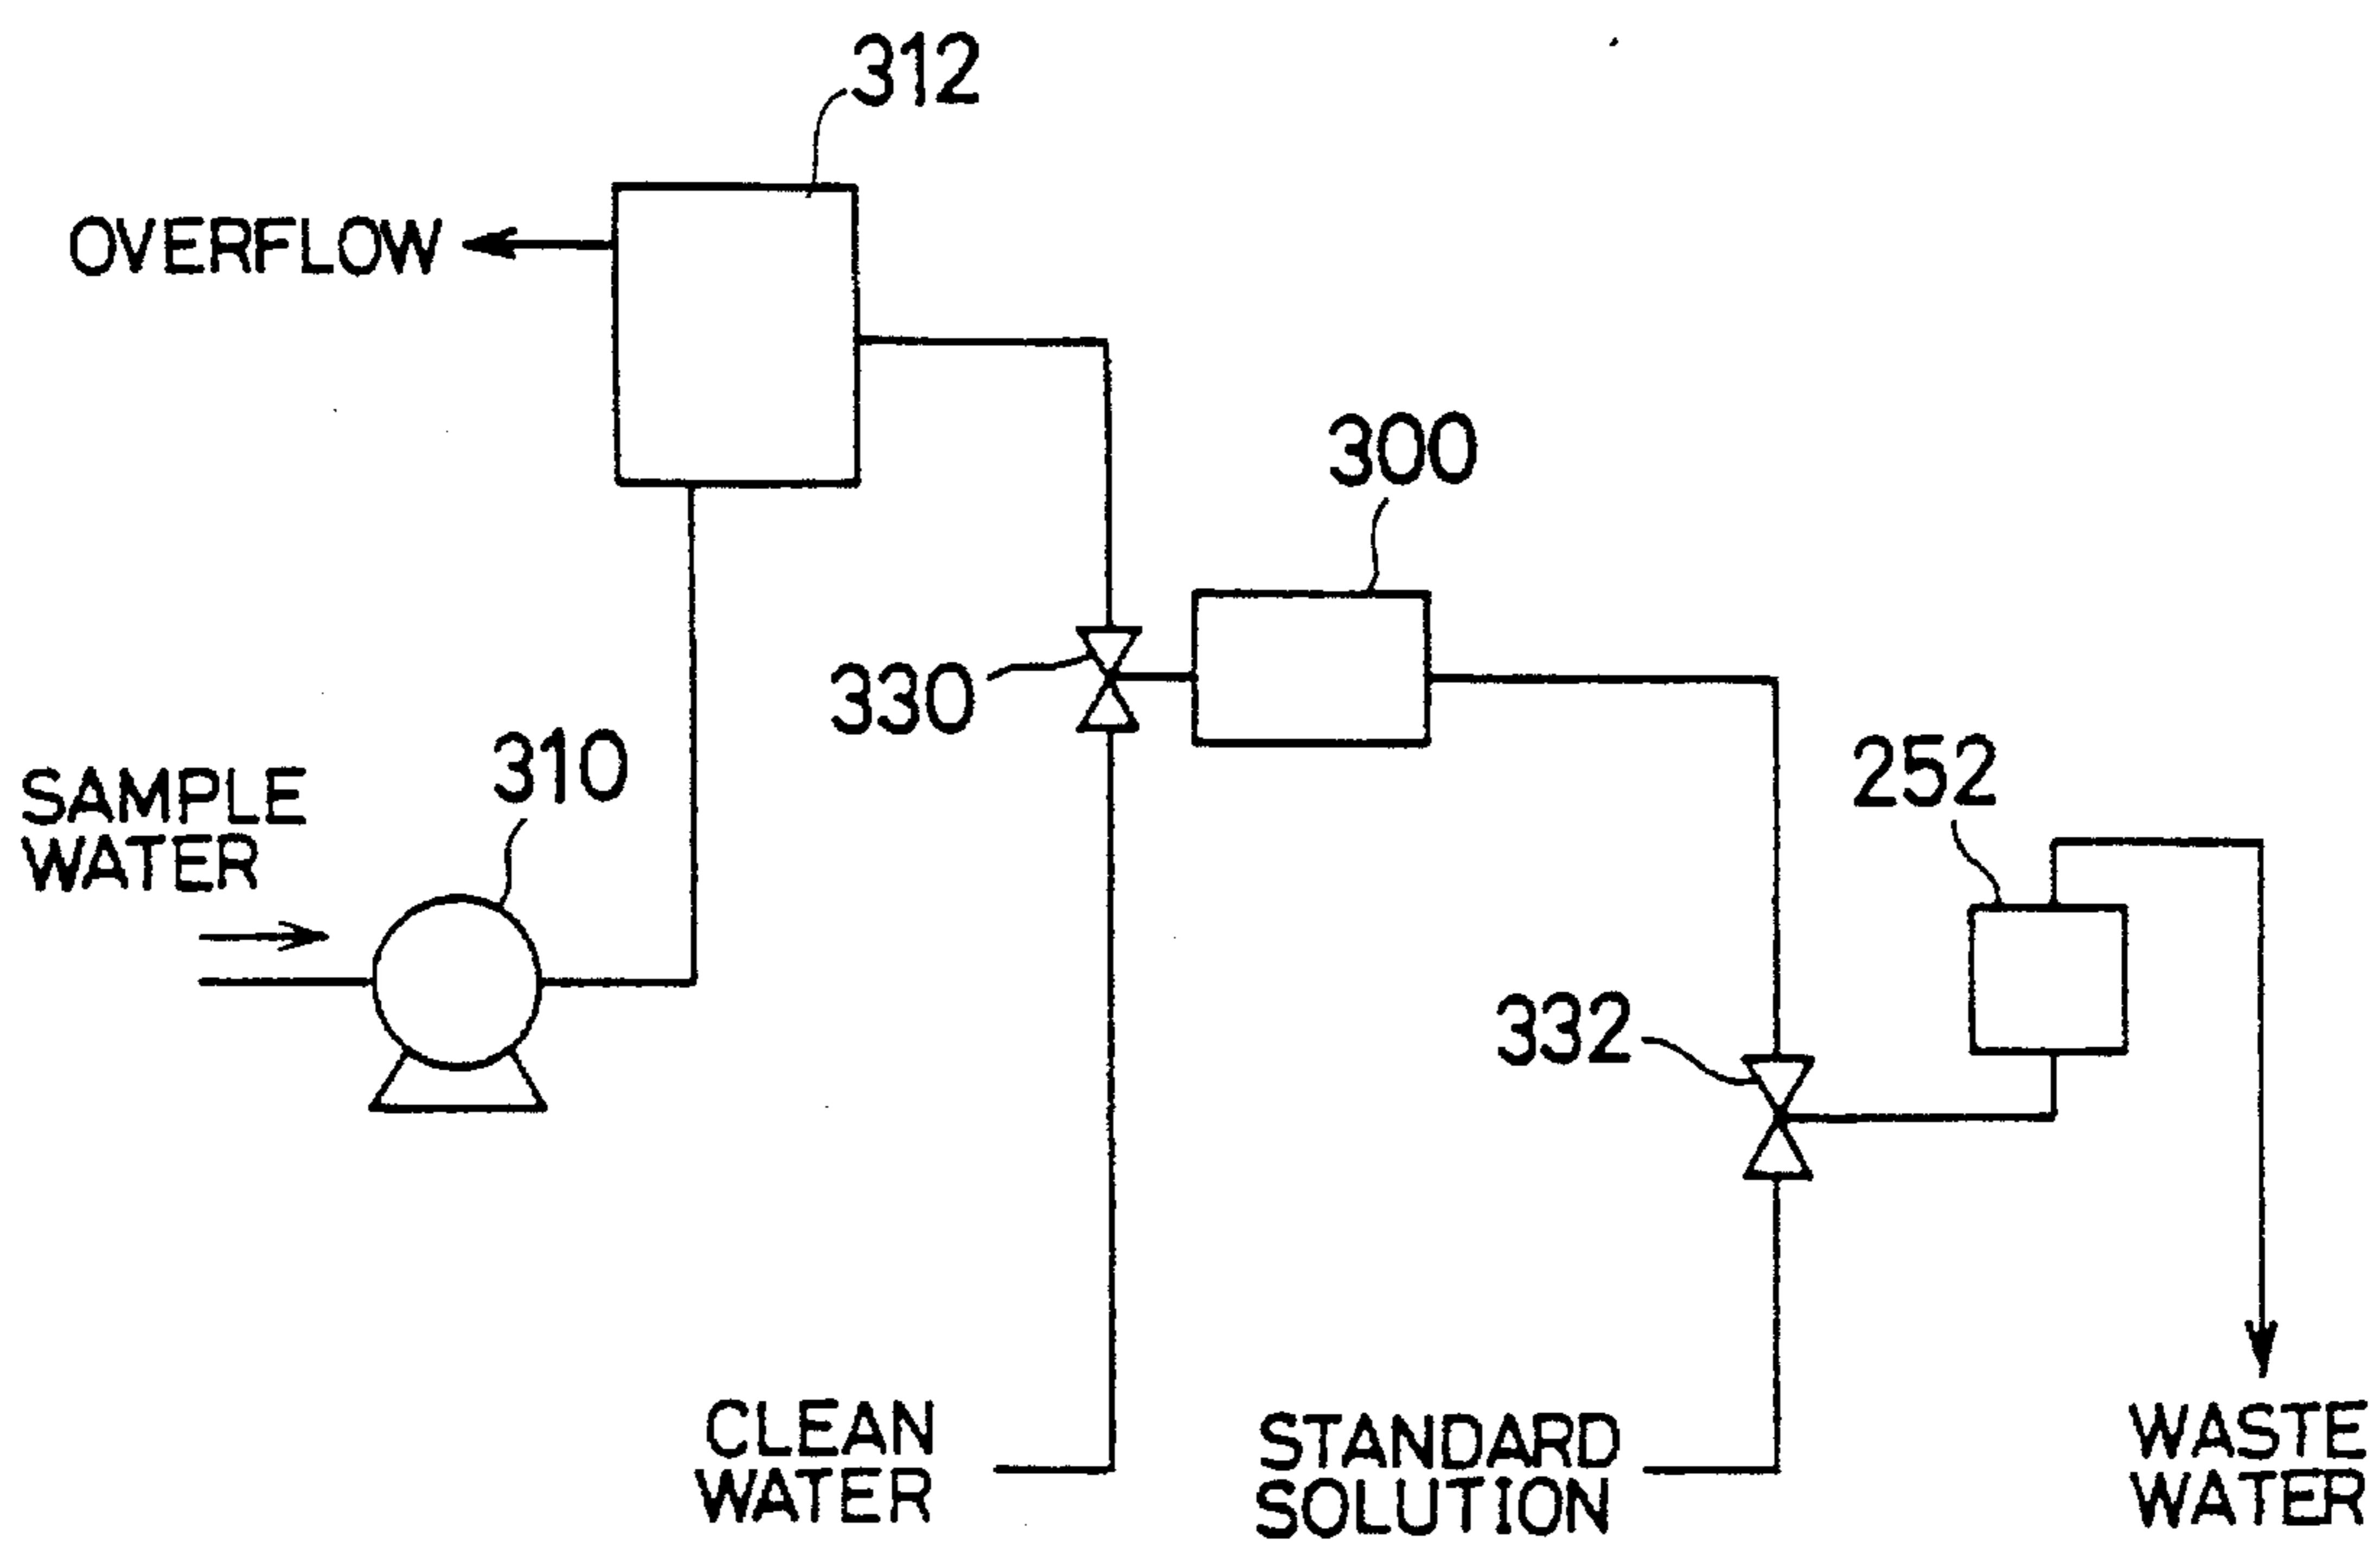 312
OVERFLOW
300
330
310
SAMPLE
WATER
252
332
CLEAN
WATER
STANDARD
SOLUTION
WASTE
WATER